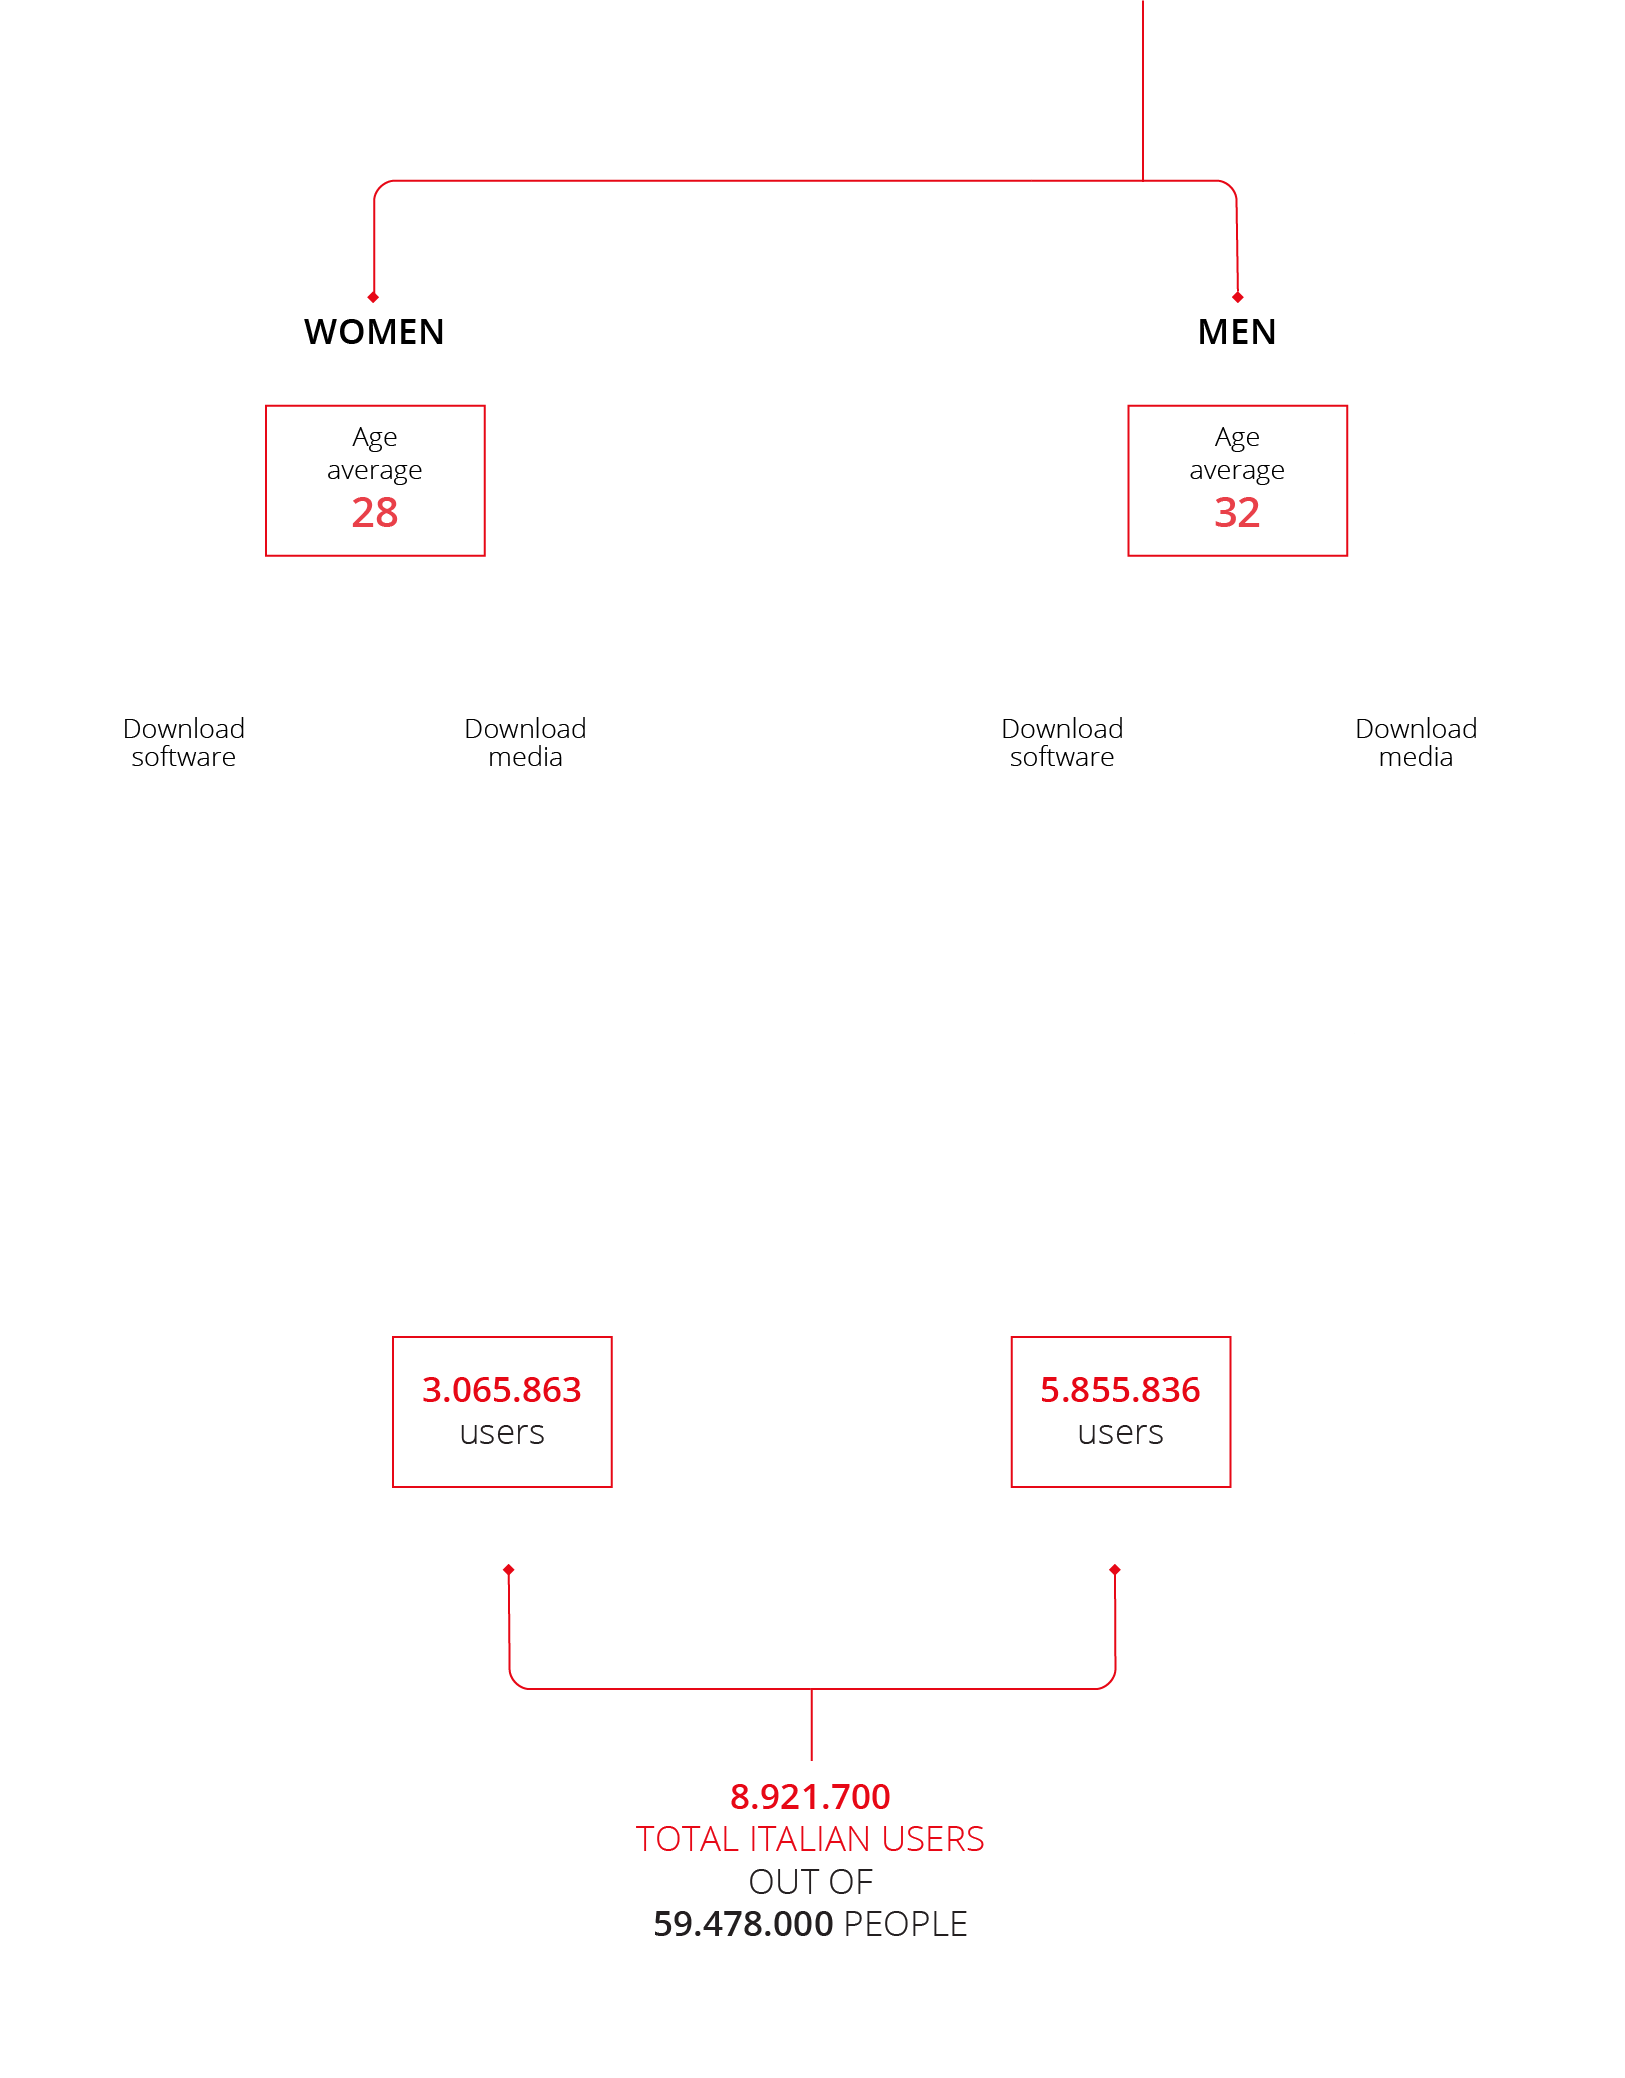 WOMEN
Age
average
28
MEN
Age
average
32
Download
software
Download
media
Download
software
Download
media
3.065.863
users
5.855.836
users
8.921.700
TOTAL ITALIAN USERS
OUT OF
59.478.000 PEOPLE